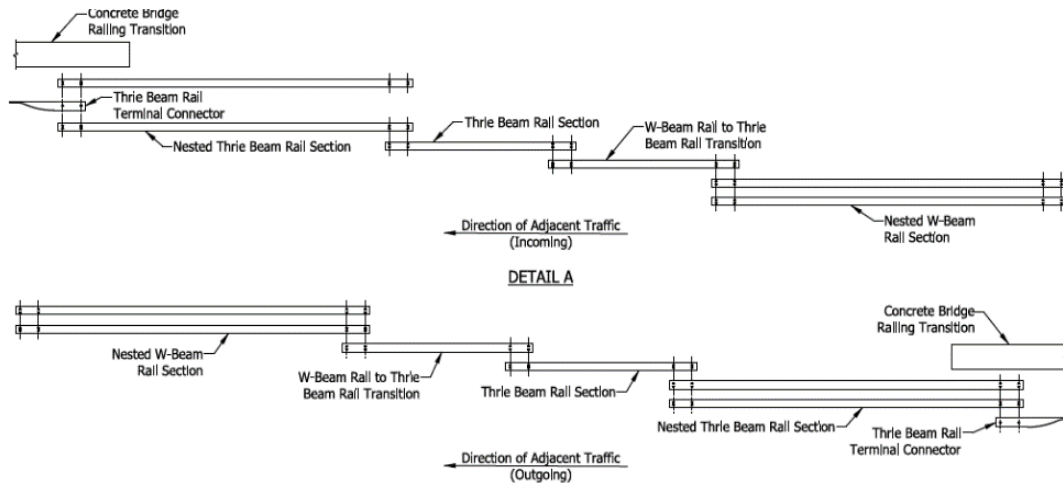 Concrete Bridge
Railing Transition
Thrie Beam Rail
Terminal Connector
Nested Thrie Beam Rail Section
Thrie Beam Rail Section
W-Beam Rail to Thrie
Beam Rail Transition
Nested W-Beam
Rail Section
Direction of Adjacent Traffic
(Incoming)
DETAIL A
Nested W-Beam
Rail Section
W-Beam Rail to Thrie
Beam Rail Transition
Thrie Beam Rail Section
Nested Thrie Beam Rail Section
Concrete Bridge
Railing Transition
Thrie Beam Rail
Terminal Connector
Direction of Adjacent Traffic
(Outgoing)